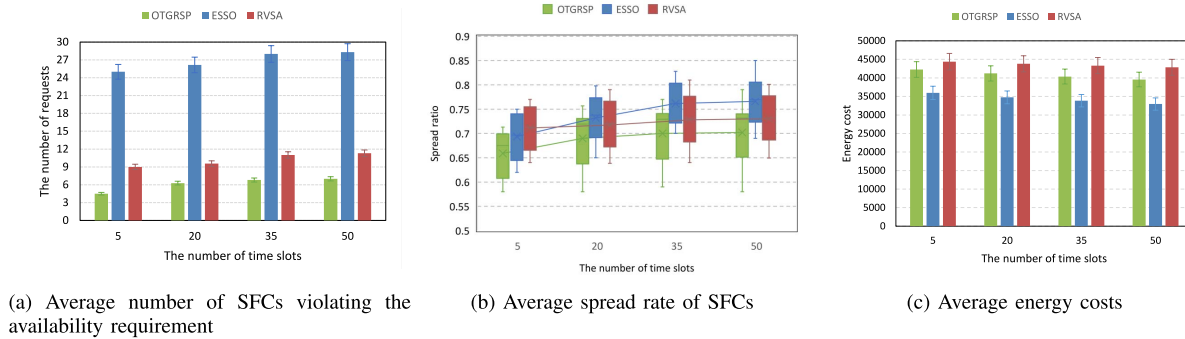 OTGRSP ESSO RVSA
30
27
24
21
18
15
12
9
6
3
0
The number of requests
5 20 35 50
The number of time slots
(a) Average number of SFCs violating the
availability requirement
OTGRSP ESSO RVSA
0.9
0.85
0.8
0.75
0.7
0.65
0.6
0.55
0.5
Spread ratio
5 20 35 50
The number of time slots
(b) Average spread rate of SFCs
OTGRSP ESSO RVSA
50000
45000
40000
35000
30000
25000
20000
15000
10000
5000
0
Energy cost
5 20 35 50
The number of time slots
(c) Average energy costs